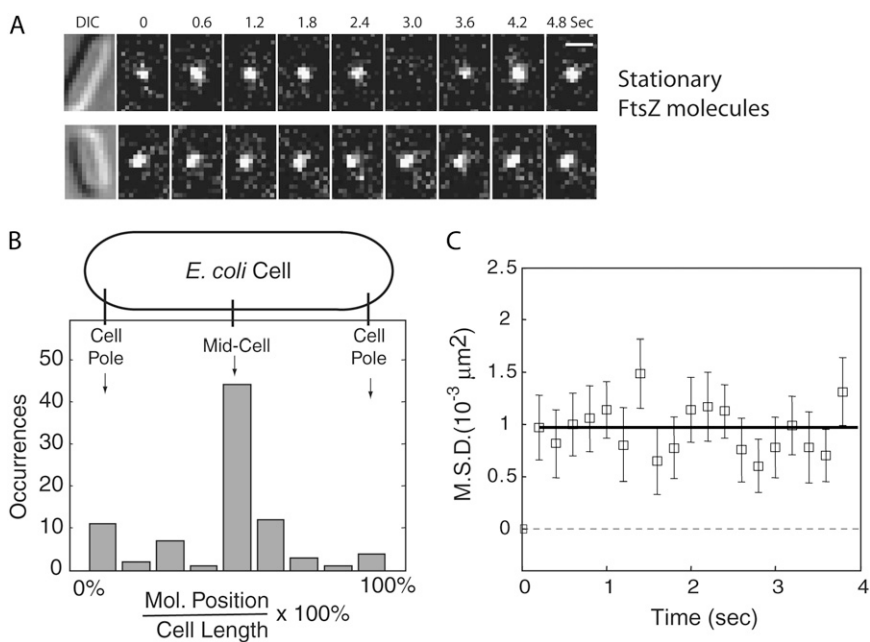 A
DIC 0 0.6 1.2 1.8 2.4 3.0 3.6 4.2 4.8 Sec
Stationary
FtsZ molecules
B
E. coli Cell
Cell
Pole
Mid-Cell
Cell
Pole
50
40
30
20
10
0
Occurrences
0% 100%
Mol. Position
Cell Length
x 100%
C
2.5
2
1.5
1
0.5
0
M.S.D.(10⁻³ μm2)
0 1 2 3 4
Time (sec)